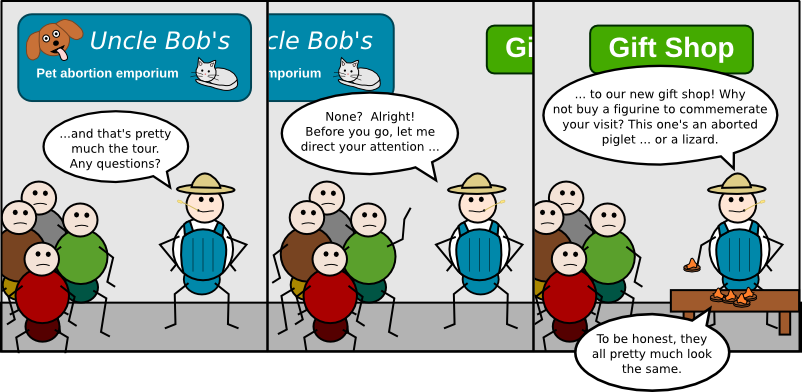 Uncle Bob's
Pet abortion emporium
...and that's pretty
much the tour.
Any questions?
cle Bob's
mporium
Gi
None? Alright!
Before you go, let me
direct your attention ...
Gift Shop
... to our new gift shop! Why
not buy a figurine to commemerate
your visit? This one's an aborted
piglet ... or a lizard.
To be honest, they
all pretty much look
the same.